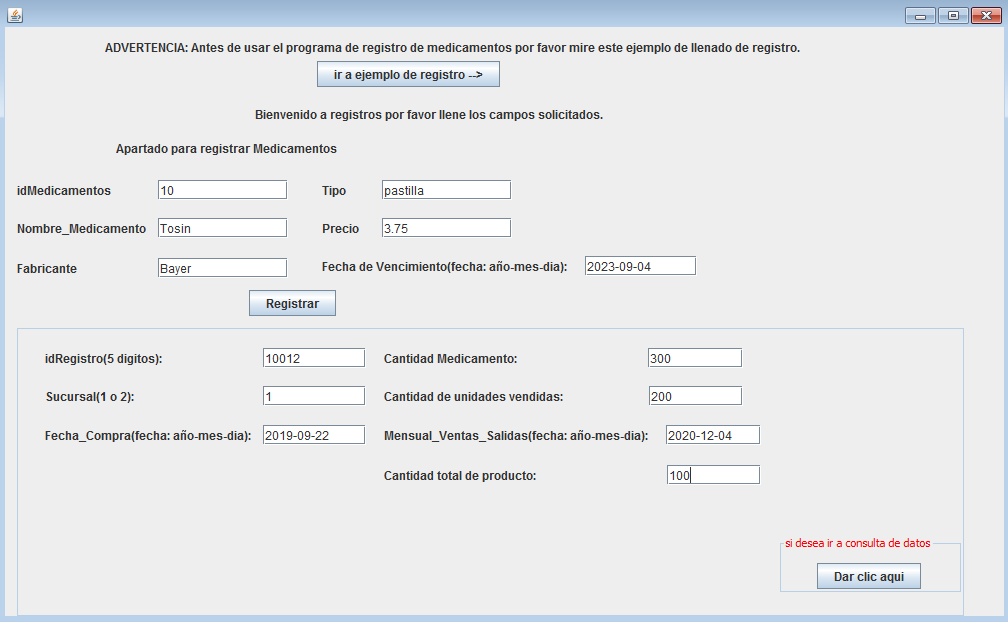 ADVERTENCIA: Antes de usar el programa de registro de medicamentos por favor mire este ejemplo de llenado de registro.
ir a ejemplo de registro -->
Bienvenido a registros por favor llene los campos solicitados.
Apartado para registrar Medicamentos
idMedicamentos 10 Tipo pastilla
Nombre_Medicamento Tosin Precio 3.75
Fabricante Bayer Fecha de Vencimiento(fecha: año-mes-dia): 2023-09-04
Registrar
idRegistro(5 digitos): 10012 Cantidad Medicamento: 300
Sucursal(1 o 2): 1 Cantidad de unidades vendidas: 200
Fecha_Compra(fecha: año-mes-dia): 2019-09-22 Mensual_Ventas_Salidas(fecha: año-mes-dia): 2020-12-04
Cantidad total de producto: 100
si desea ir a consulta de datos
Dar clic aqui